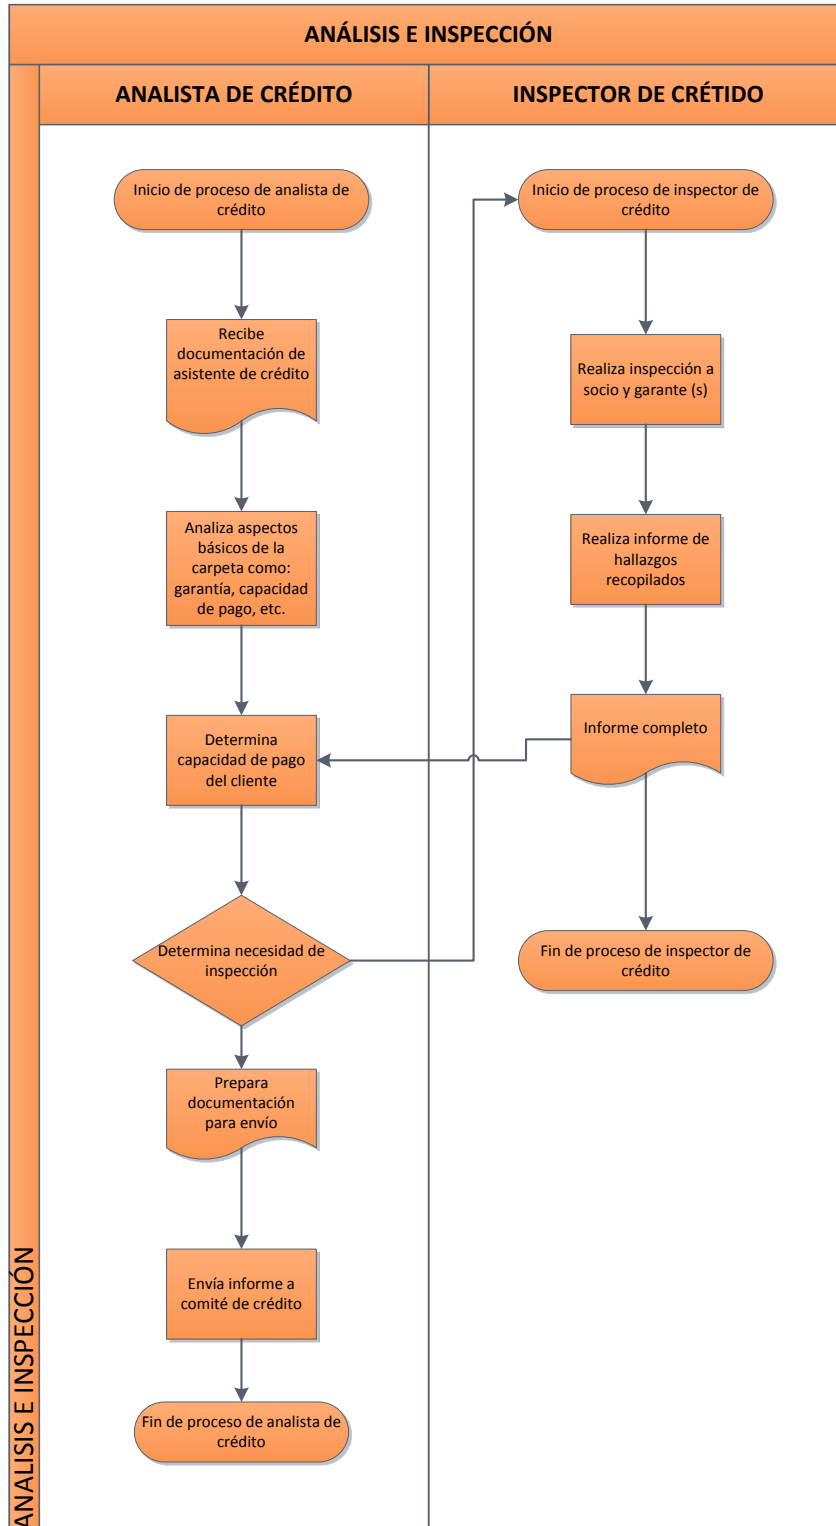 ANÁLISIS E INSPECCIÓN
ANALISTA DE CRÉDITO
INSPECTOR DE CRÉTIDO
Inicio de proceso de analista de
crédito
Recibe
documentación de
asistente de crédito
Analiza aspectos
básicos de la
carpeta como:
garantía, capacidad
de pago, etc.
Determina
capacidad de pago
del cliente
Determina necesidad de
inspección
Prepara
documentación
para envío
Envía informe a
comité de crédito
Fin de proceso de analista de
crédito
Inicio de proceso de inspector de
crédito
Realiza inspección a
socio y garante (s)
Realiza informe de
hallazgos
recopilados
Informe completo
Fin de proceso de inspector de
crédito
ANALISIS E INSPECCIÓN